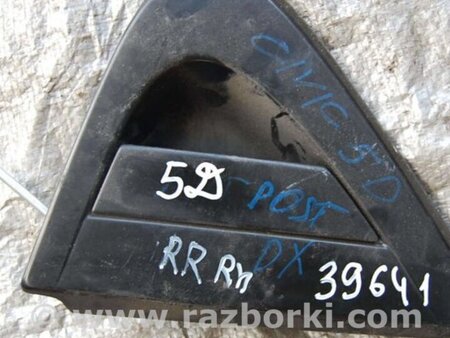 CIVIC 5D
5D POST
RR Rn DX 39641
www.razborki.com